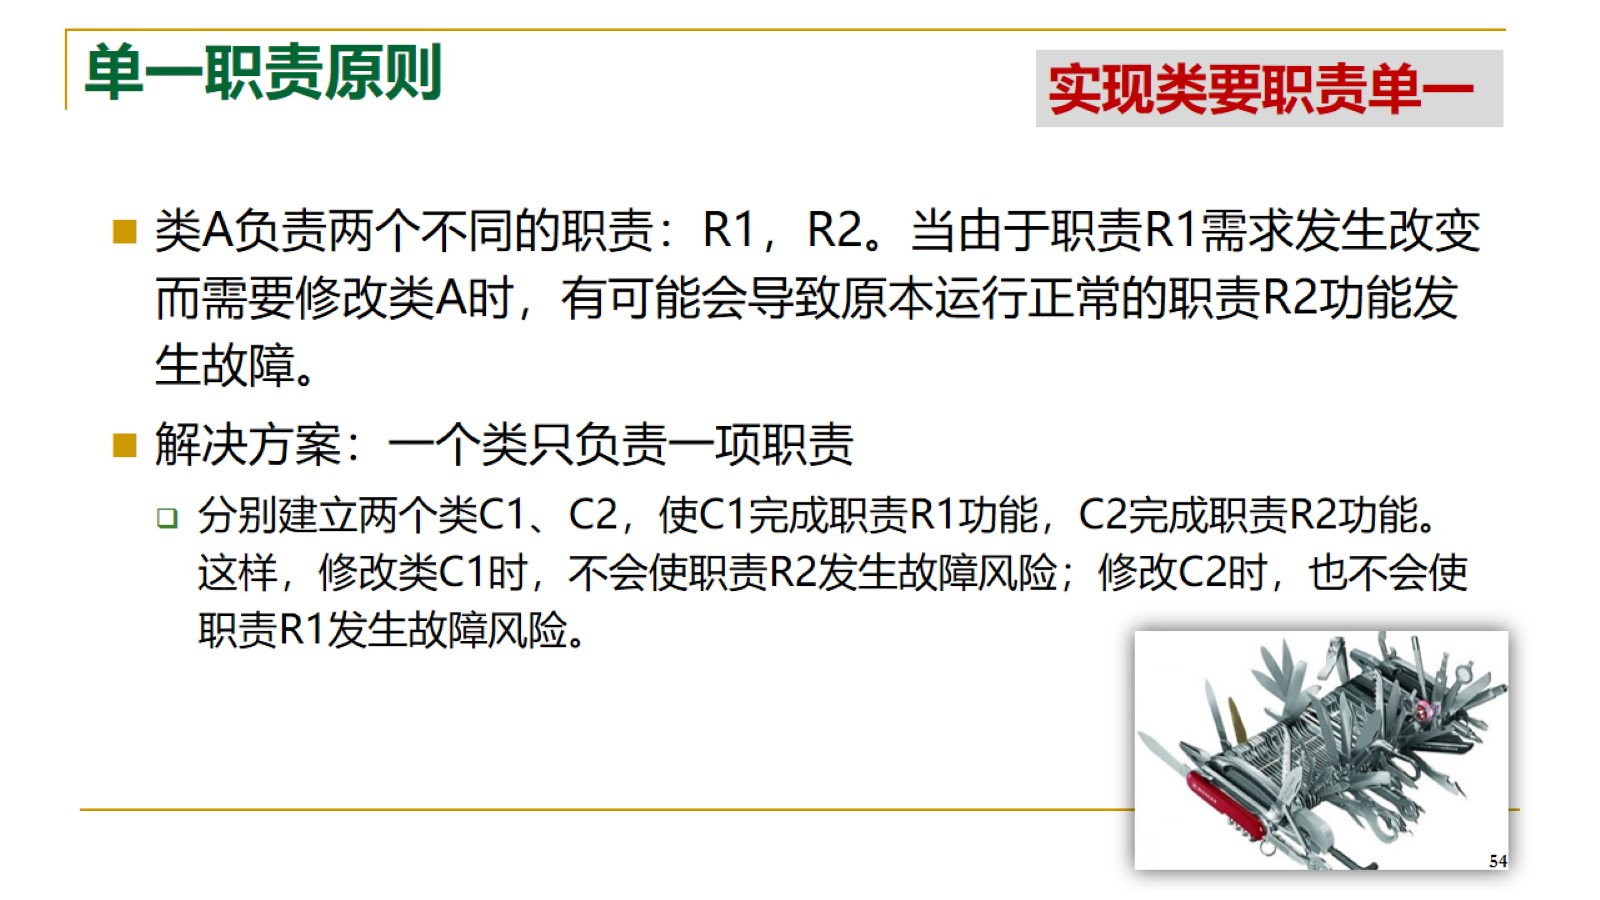 单一职责原则
实现类要职责单一
类A负责两个不同的职责：R1，R2。当由于职责R1需求发生改变
而需要修改类A时，有可能会导致原本运行正常的职责R2功能发
生故障。
解决方案：一个类只负责一项职责
分别建立两个类C1、C2，使C1完成职责R1功能，C2完成职责R2功能。
这样，修改类C1时，不会使职责R2发生故障风险；修改C2时，也不会使
职责R1发生故障风险。
54